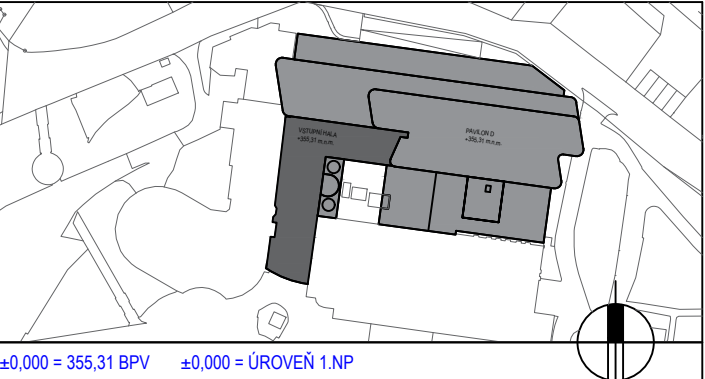 VSTUPNÍ HALA
+355,31 m.n.m.
PAVILON D
+355,31 m.n.m.
±0,000 = 355,31 BPV ±0,000 = ÚROVEŇ 1.NP